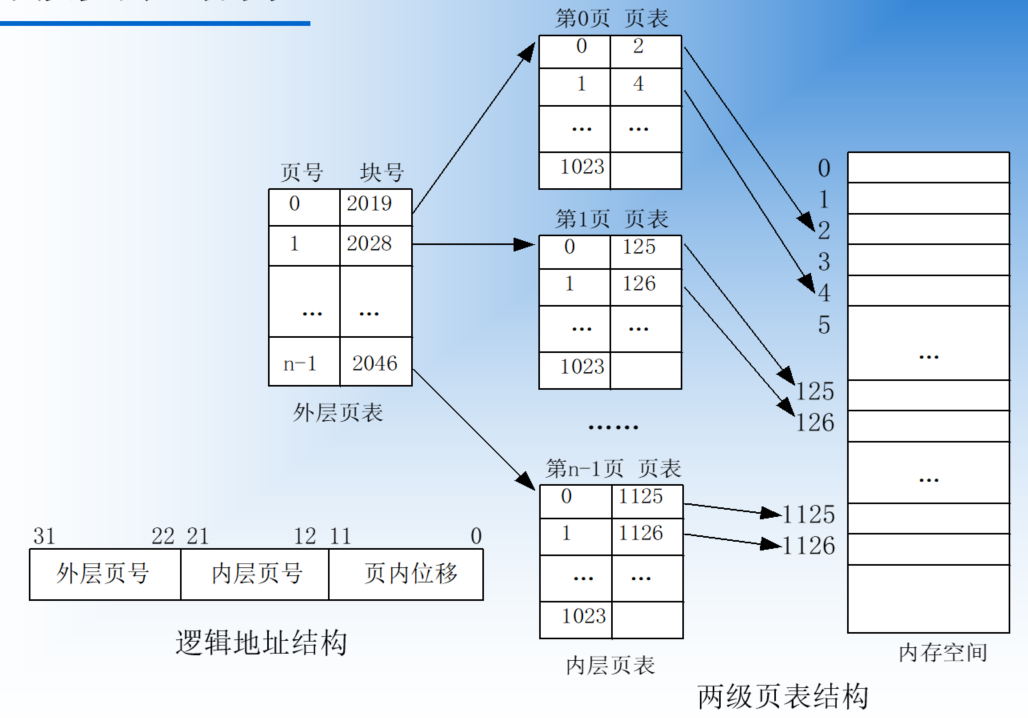 第0页 页表
0 2
1 4
… …
1023
页号 块号
0 2019
1 2028
… …
n-1 2046
外层页表
第1页 页表
0 125
1 126
… …
1023
……
第n-1页 页表
0 1125
1 1126
… …
1023
内层页表
0
1
2
3
4
5
…
125
126
…
1125
1126
内存空间
31 22 21 12 11 0
外层页号 内层页号 页内位移
逻辑地址结构
两级页表结构